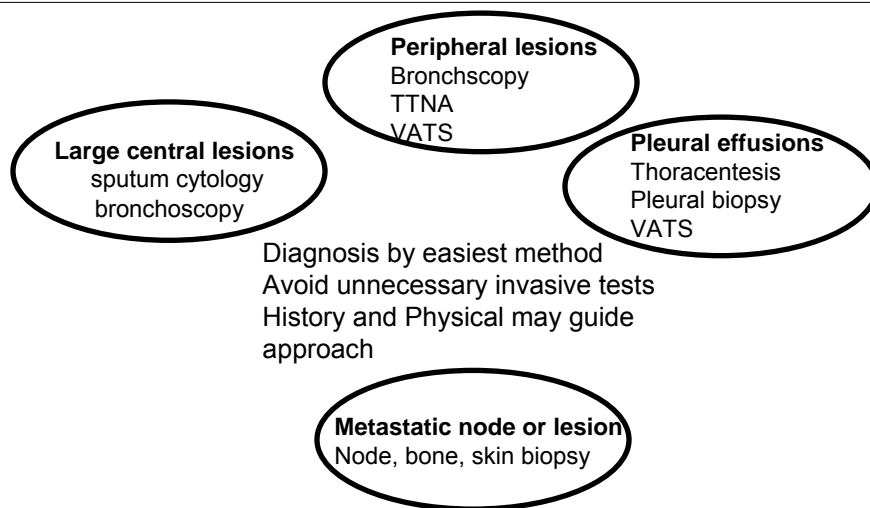 Peripheral lesions
Bronchscopy
TTNA
VATS
Large central lesions
sputum cytology
bronchoscopy
Pleural effusions
Thoracentesis
Pleural biopsy
VATS
Diagnosis by easiest method
Avoid unnecessary invasive tests
History and Physical may guide
approach
Metastatic node or lesion
Node, bone, skin biopsy